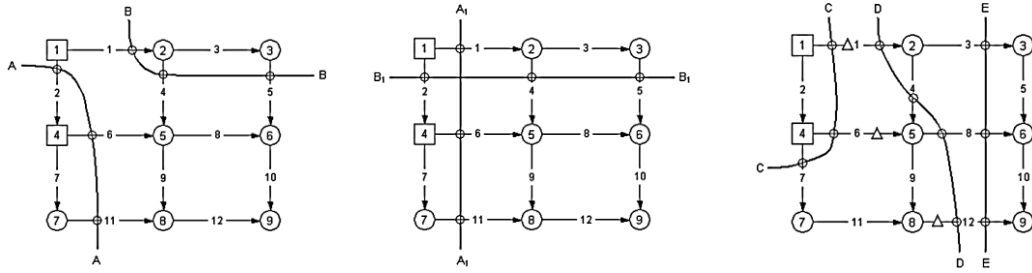 B A₁ C D E
1 1 2 3 3 1 1 2 3 3 1 1 2 3 3
A B B B₁ B₁
2 4 5 2 4 5 2 4 5
4 6 5 8 6 4 6 5 8 6 4 6 5 8 6
C
7 9 10 7 9 10 7 9 10
7 11 8 12 9 7 11 8 12 9 7 11 8 12 9
A A₁ D E